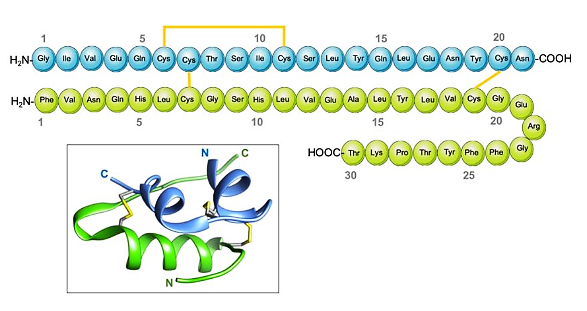 1 5 10 15 20
H₂N- Gly Ile Val Glu Gln Cys Cys Thr Ser Ile Cys Ser Leu Tyr Gln Leu Glu Asn Tyr Cys Asn -COOH
H₂N- Phe Val Asn Gln His Leu Cys Gly Ser His Leu Val Glu Ala Leu Tyr Leu Val Cys Gly Glu
1 5 10 15 20
Arg
HOOC- Thr Lys Pro Thr Tyr Phe Phe Gly
30 25
N C
C
N